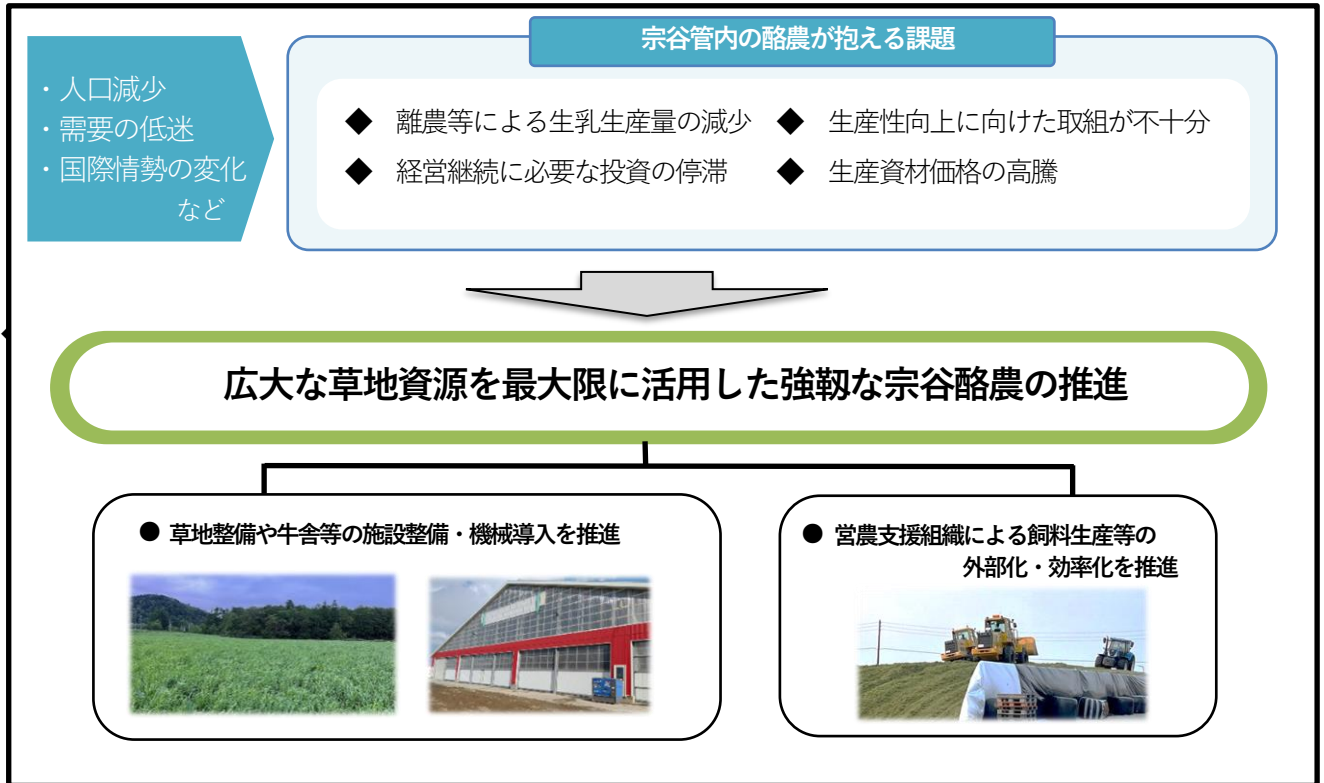 ・人口減少
・需要の低迷
・国際情勢の変化
など
宗谷管内の酪農が抱える課題
◆ 離農等による生乳生産量の減少 ◆ 生産性向上に向けた取組が不十分
◆ 経営継続に必要な投資の停滞 ◆ 生産資材価格の高騰
広大な草地資源を最大限に活用した強靭な宗谷酪農の推進
● 草地整備や牛舎等の施設整備・機械導入を推進
● 営農支援組織による飼料生産等の
外部化・効率化を推進